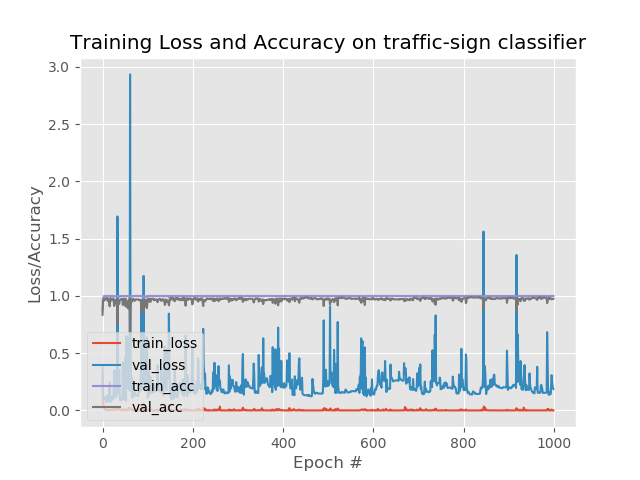 Training Loss and Accuracy on traffic-sign classifier
3.0
2.5
2.0
1.5
1.0
0.5
0.0
Loss/Accuracy
train_loss
val_loss
train_acc
val_acc
0 200 400 600 800 1000
Epoch #